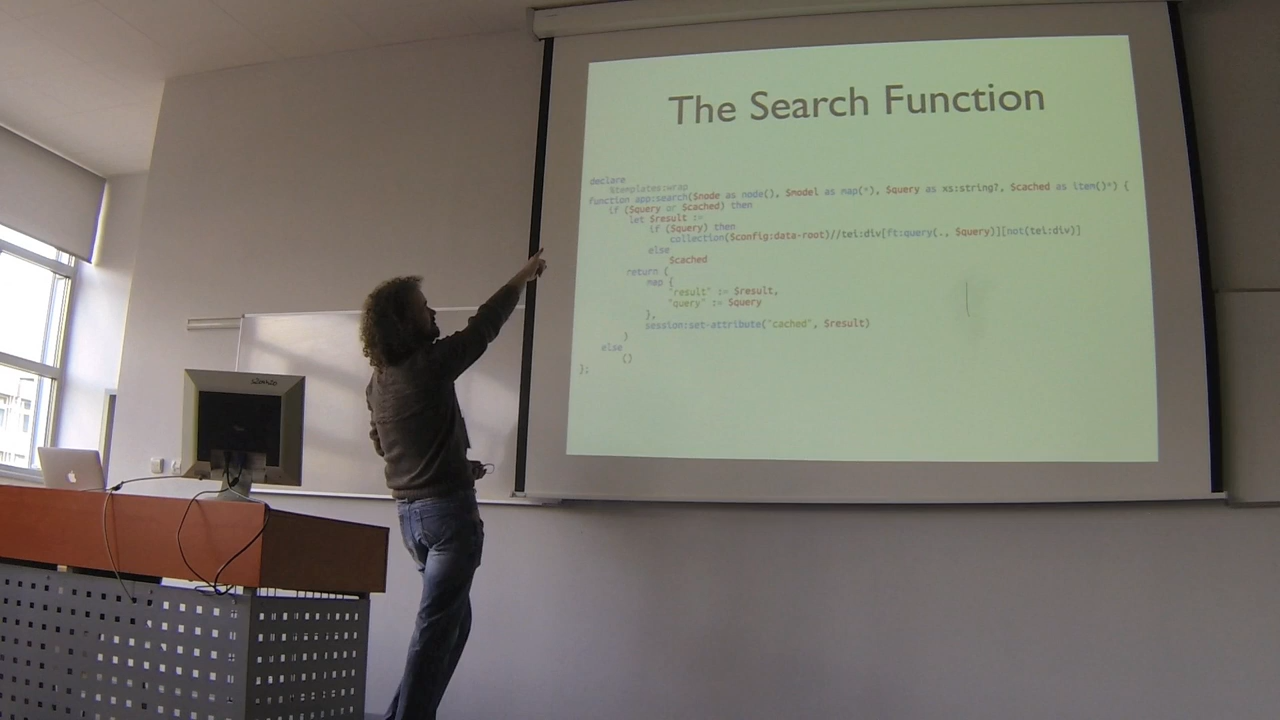 The Search Function
declare
%templates:wrap
function app:search($node as node(), $model as map(*), $query as xs:string?, $cached as item()*) {
if ($query or $cached) then
let $result :=
if ($query) then
collection($config:data-root)//tei:div[ft:query(., $query)][not(tei:div)]
else
$cached
return (
map {
"result" := $result,
"query" := $query
},
session:set-attribute("cached", $result)
)
else
()
};